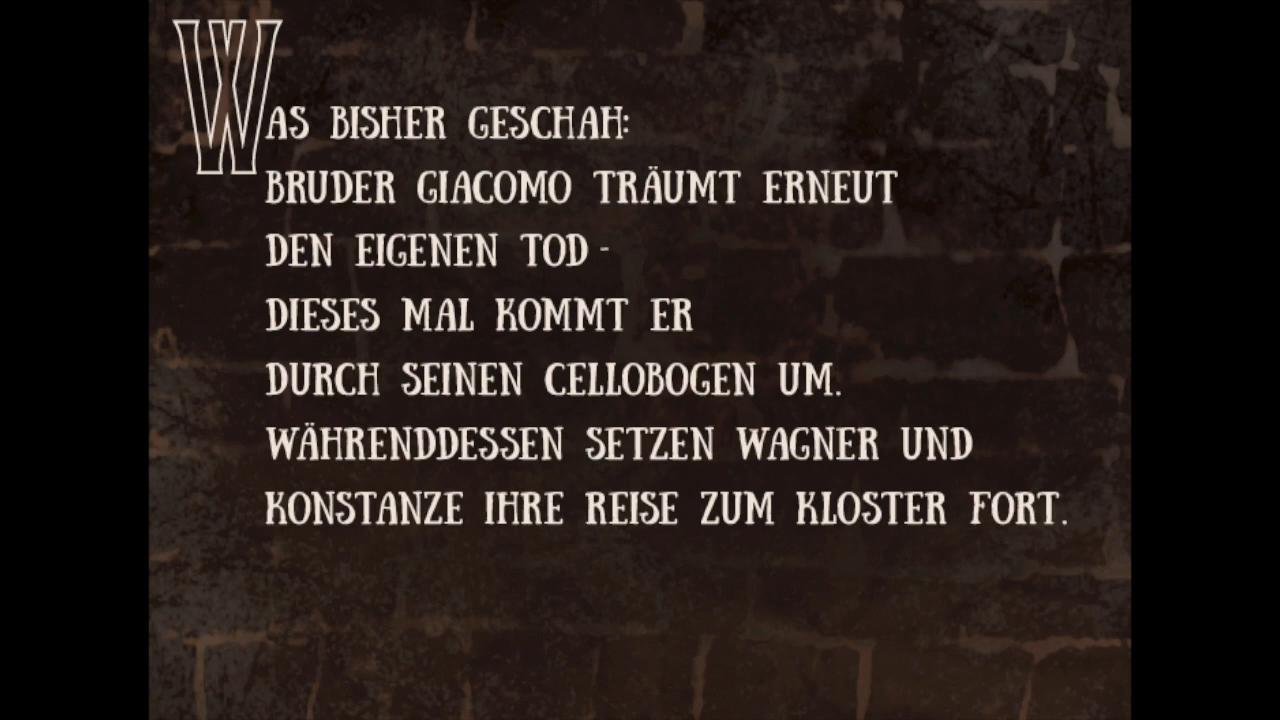 WAS BISHER GESCHAH:
BRUDER GIACOMO TRÄUMT ERNEUT
DEN EIGENEN TOD -
DIESES MAL KOMMT ER
DURCH SEINEN CELLOBOGEN UM.
WÄHRENDDESSEN SETZEN WAGNER UND
KONSTANZE IHRE REISE ZUM KLOSTER FORT.